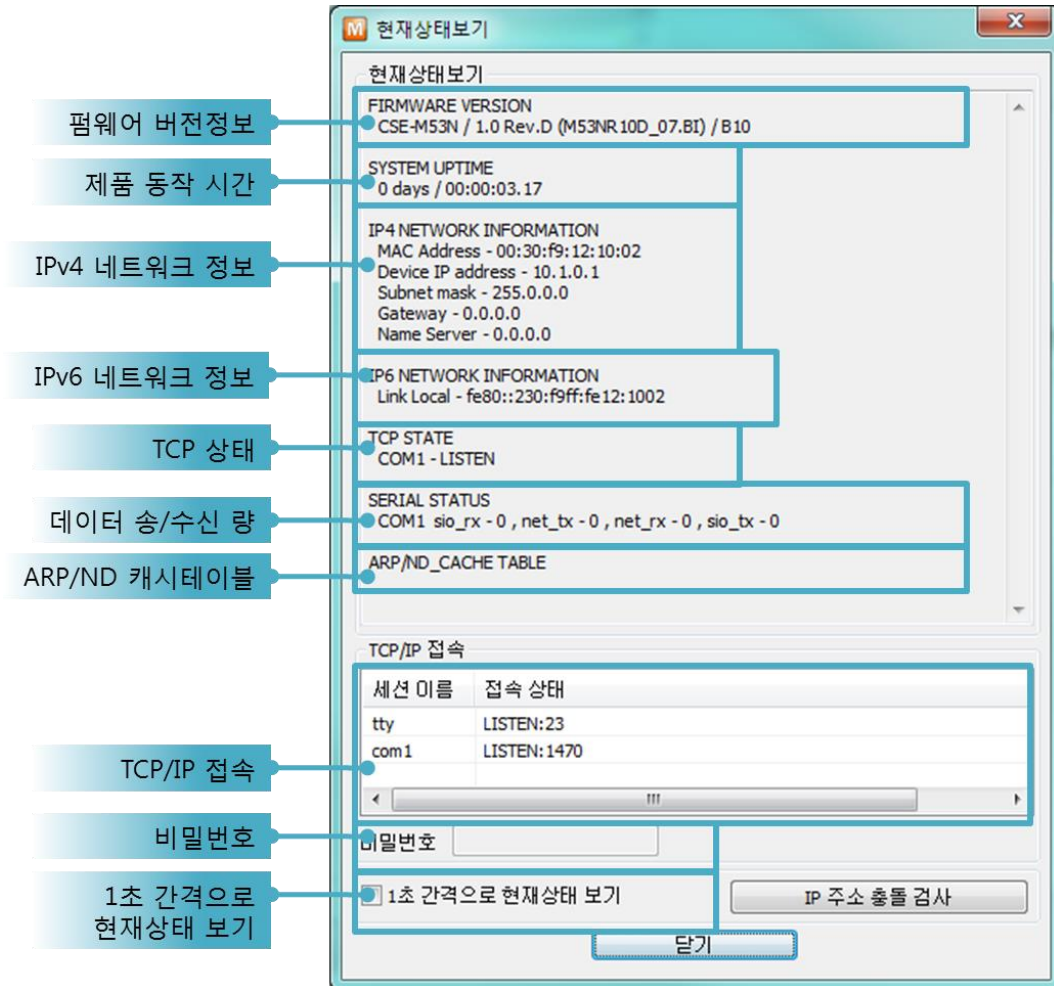 M 현재상태보기
x
현재상태보기
펌웨어 버전정보
FIRMWARE VERSION
CSE-M53N / 1.0 Rev.D (M53NR10D_07.BI) / B10
제품 동작 시간
SYSTEM UPTIME
0 days / 00:00:03.17
IPv4 네트워크 정보
IP4 NETWORK INFORMATION
MAC Address - 00:30:f9:12:10:02
Device IP address - 10.1.0.1
Subnet mask - 255.0.0.0
Gateway - 0.0.0.0
Name Server - 0.0.0.0
IPv6 네트워크 정보
IP6 NETWORK INFORMATION
Link Local - fe80::230:f9ff:fe12:1002
TCP 상태
TCP STATE
COM1 - LISTEN
데이터 송/수신 량
SERIAL STATUS
COM1 sio_rx - 0 , net_tx - 0 , net_rx - 0 , sio_tx - 0
ARP/ND 캐시테이블
ARP/ND_CACHE TABLE
TCP/IP 접속
TCP/IP 접속
세션 이름 접속 상태
tty LISTEN:23
com1 LISTEN:1470
비밀번호
비밀번호
1초 간격으로
현재상태 보기
1초 간격으로 현재상태 보기
IP 주소 충돌 검사
닫기